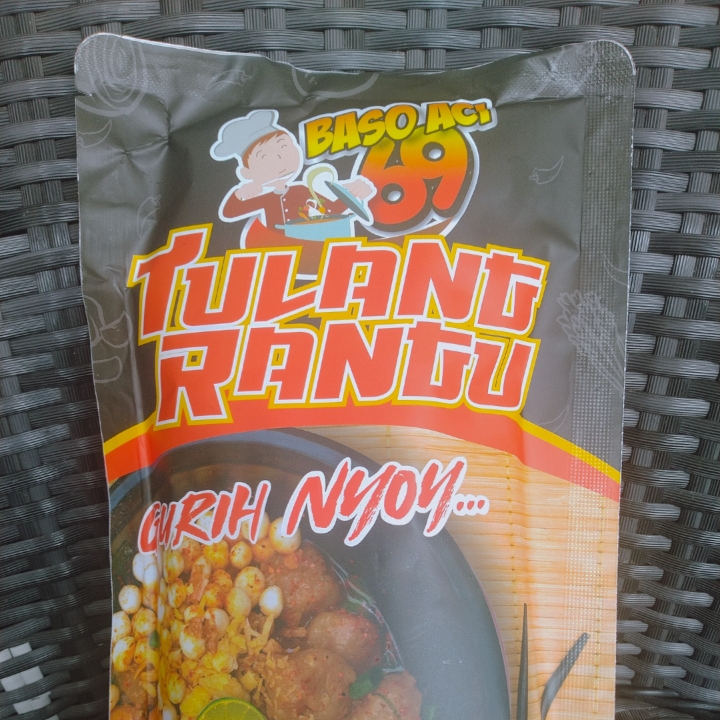 BASO ACI
69
TULANG
RANGU
GURIH NYOY...